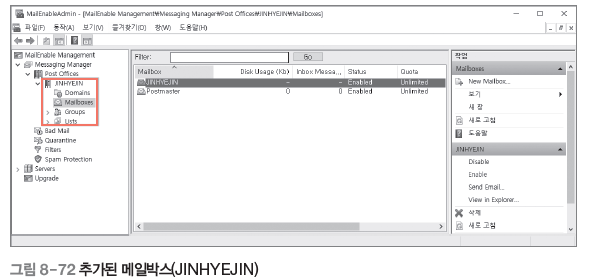 MailEnableAdmin - [MailEnable Management₩Messaging Manager₩Post Offices₩JINHYEJIN₩Mailboxes]
파일(F) 동작(A) 보기(V) 즐겨찾기(O) 창(W) 도움말(H)
MailEnable Management
Messaging Manager
Post Offices
JINHYEJIN
Domains
Mailboxes
Groups
Lists
Bad Mail
Quarantine
Filters
Spam Protection
Servers
Upgrade
Filter: Go
Mailbox Disk Usage (Kb) Inbox Messa... Status Quota
JINHYEJIN - - Enabled Unlimited
Postmaster 0 0 Enabled Unlimited
작업
Mailboxes
New Mailbox...
보기
새 창
새로 고침
도움말
JINHYEJIN
Disable
Enable
Send Email...
View in Explorer...
삭제
새로 고침
그림 8-72 추가된 메일박스(JINHYEJIN)